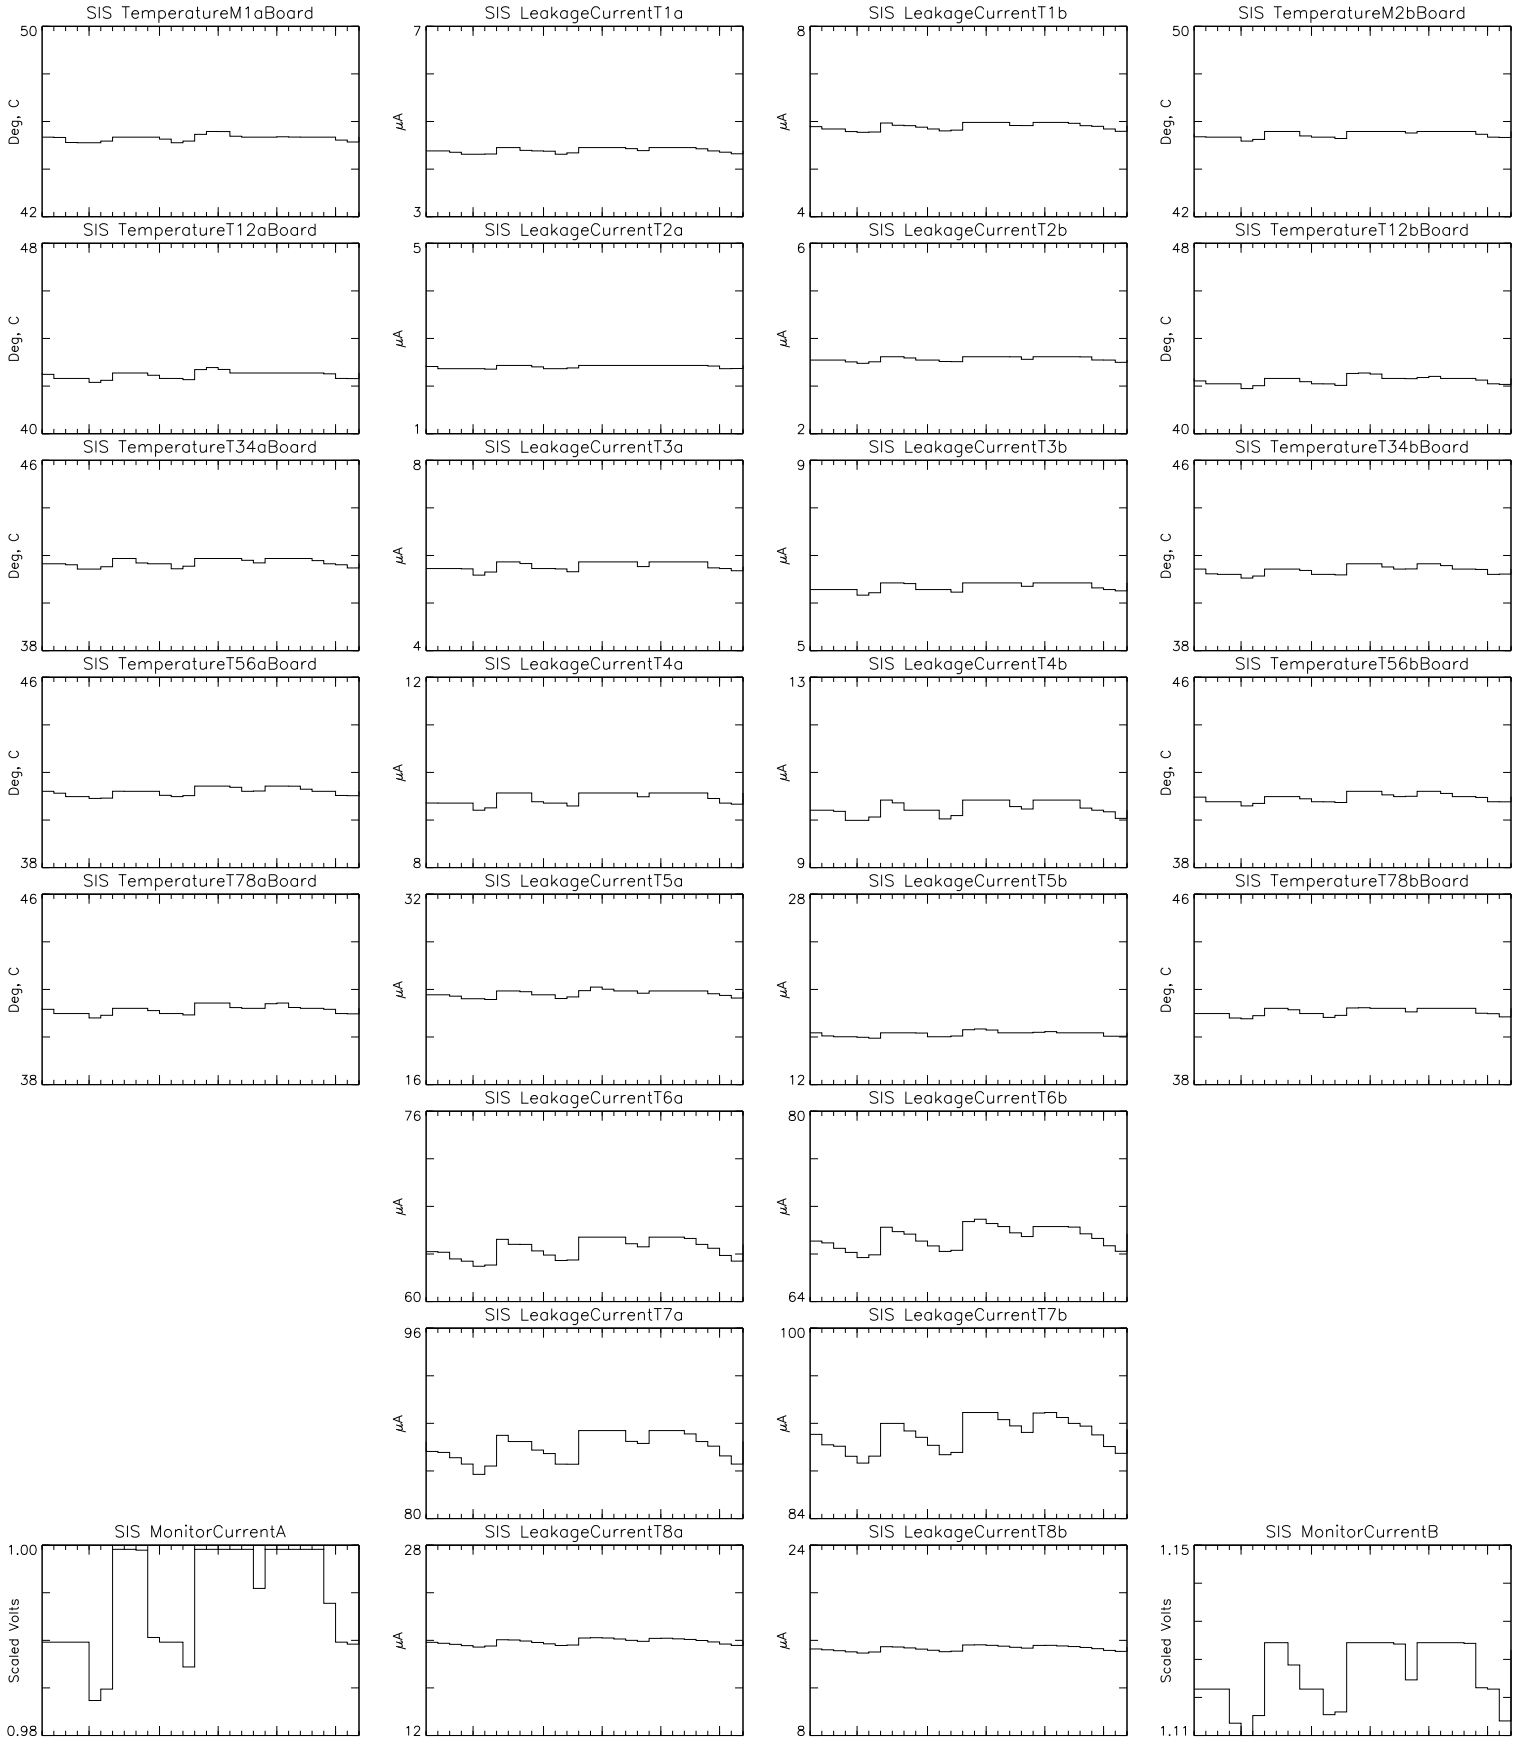 SIS TemperatureM1aBoard
50
Deg, C
42
SIS LeakageCurrentT1a
7
µA
3
SIS LeakageCurrentT1b
8
µA
4
SIS TemperatureM2bBoard
50
Deg, C
42
SIS TemperatureT12aBoard
48
Deg, C
40
SIS LeakageCurrentT2a
5
µA
1
SIS LeakageCurrentT2b
6
µA
2
SIS TemperatureT12bBoard
48
Deg, C
40
SIS TemperatureT34aBoard
46
Deg, C
38
SIS LeakageCurrentT3a
8
µA
4
SIS LeakageCurrentT3b
9
µA
5
SIS TemperatureT34bBoard
46
Deg, C
38
SIS TemperatureT56aBoard
46
Deg, C
38
SIS LeakageCurrentT4a
12
µA
8
SIS LeakageCurrentT4b
13
µA
9
SIS TemperatureT56bBoard
46
Deg, C
38
SIS TemperatureT78aBoard
46
Deg, C
38
SIS LeakageCurrentT5a
32
µA
16
SIS LeakageCurrentT5b
28
µA
12
SIS TemperatureT78bBoard
46
Deg, C
38
SIS LeakageCurrentT6a
76
µA
60
SIS LeakageCurrentT6b
80
µA
64
SIS LeakageCurrentT7a
96
µA
80
SIS LeakageCurrentT7b
100
µA
84
SIS MonitorCurrentA
1.00
Scaled Volts
0.98
SIS LeakageCurrentT8a
28
µA
12
SIS LeakageCurrentT8b
24
µA
8
SIS MonitorCurrentB
1.15
Scaled Volts
1.11